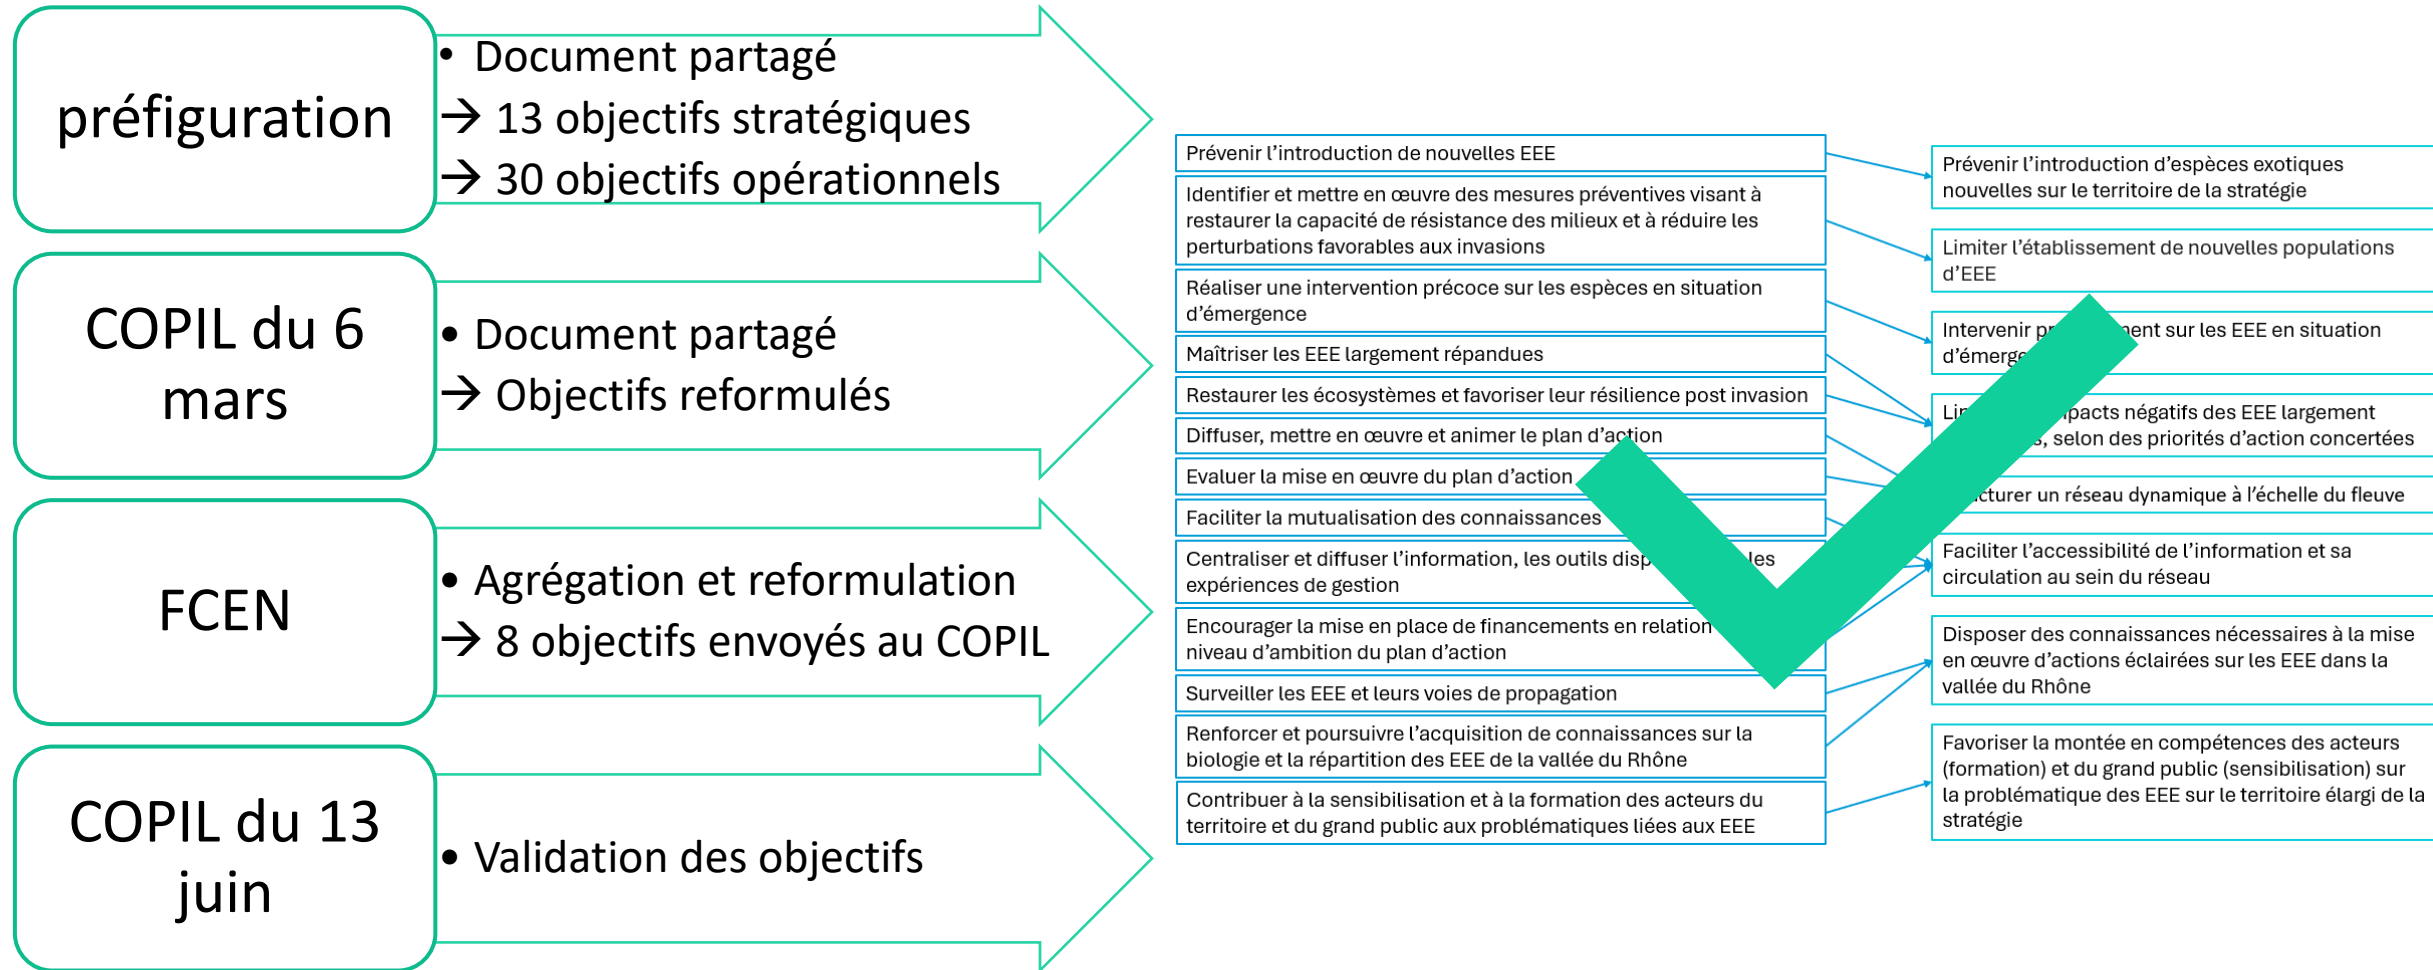 préfiguration
• Document partagé
→ 13 objectifs stratégiques
→ 30 objectifs opérationnels
COPIL du 6
mars
• Document partagé
→ Objectifs reformulés
FCEN
• Agrégation et reformulation
→ 8 objectifs envoyés au COPIL
COPIL du 13
juin
• Validation des objectifs
Prévenir l’introduction de nouvelles EEE
Identifier et mettre en œuvre des mesures préventives visant à
restaurer la capacité de résistance des milieux et à réduire les
perturbations favorables aux invasions
Réaliser une intervention précoce sur les espèces en situation
d’émergence
Maîtriser les EEE largement répandues
Restaurer les écosystèmes et favoriser leur résilience post invasion
Diffuser, mettre en œuvre et animer le plan d’action
Evaluer la mise en œuvre du plan d’action
Faciliter la mutualisation des connaissances
Centraliser et diffuser l’information, les outils les
expériences de gestion
Encourager la mise en place de financements en relation
niveau d’ambition du plan d’action
Surveiller les EEE et leurs voies de propagation
Renforcer et poursuivre l’acquisition de connaissances sur la
biologie et la répartition des EEE de la vallée du Rhône
Contribuer à la sensibilisation et à la formation des acteurs du
territoire et du grand public aux problématiques liées aux EEE
Prévenir l’introduction d’espèces exotiques
nouvelles sur le territoire de la stratégie
Limiter l’établissement de nouvelles populations
d’EEE
Intervenir sur les EEE en situation
négatifs des EEE largement
selon des priorités d’action concertées
un réseau dynamique à l’échelle du fleuve
Faciliter l’accessibilité de l’information et sa
circulation au sein du réseau
Disposer des connaissances nécessaires à la mise
en œuvre d’actions éclairées sur les EEE dans la
vallée du Rhône
Favoriser la montée en compétences des acteurs
(formation) et du grand public (sensibilisation) sur
la problématique des EEE sur le territoire élargi de la
stratégie